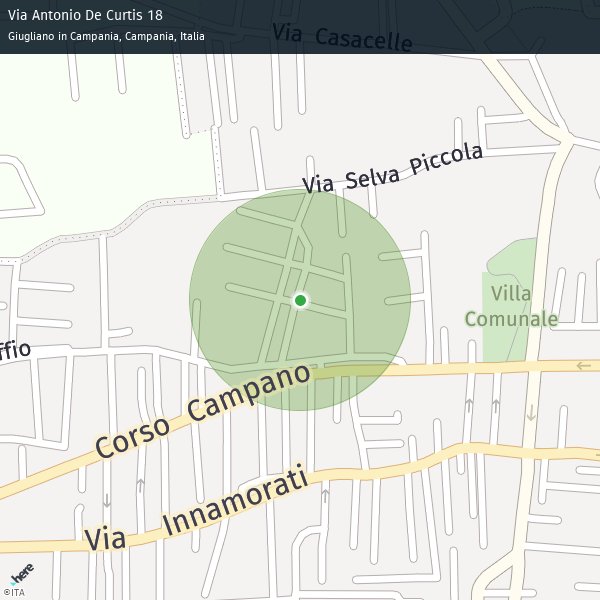 Via Antonio De Curtis 18
Giugliano in Campania, Campania, Italia
Via Casacelle
Via Selva Piccola
Villa
Comunale
ffio
Corso Campano
Via Innamorati
here
©ITA